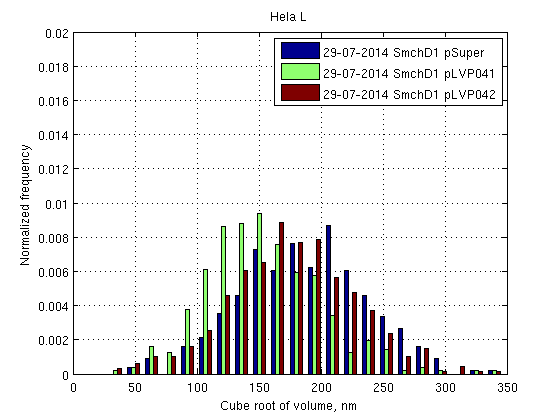 Hela L
29-07-2014 SmchD1 pSuper
29-07-2014 SmchD1 pLVP041
29-07-2014 SmchD1 pLVP042
Normalized frequency
0.02
0.018
0.016
0.014
0.012
0.01
0.008
0.006
0.004
0.002
0
0 50 100 150 200 250 300 350
Cube root of volume, nm